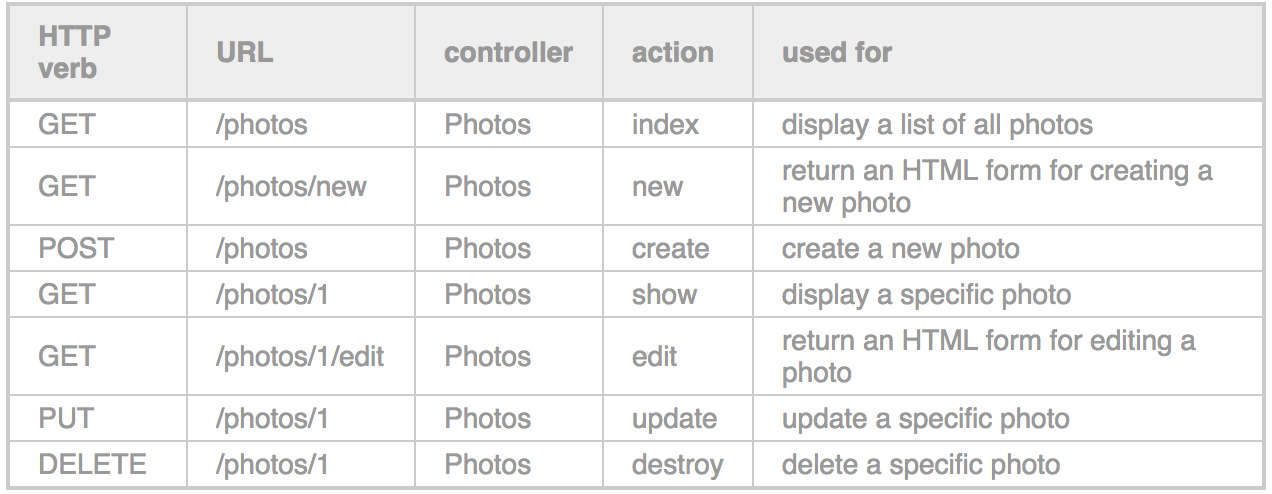 HTTP verb URL controller action used for
GET /photos Photos index display a list of all photos
GET /photos/new Photos new return an HTML form for creating a new photo
POST /photos Photos create create a new photo
GET /photos/1 Photos show display a specific photo
GET /photos/1/edit Photos edit return an HTML form for editing a photo
PUT /photos/1 Photos update update a specific photo
DELETE /photos/1 Photos destroy delete a specific photo